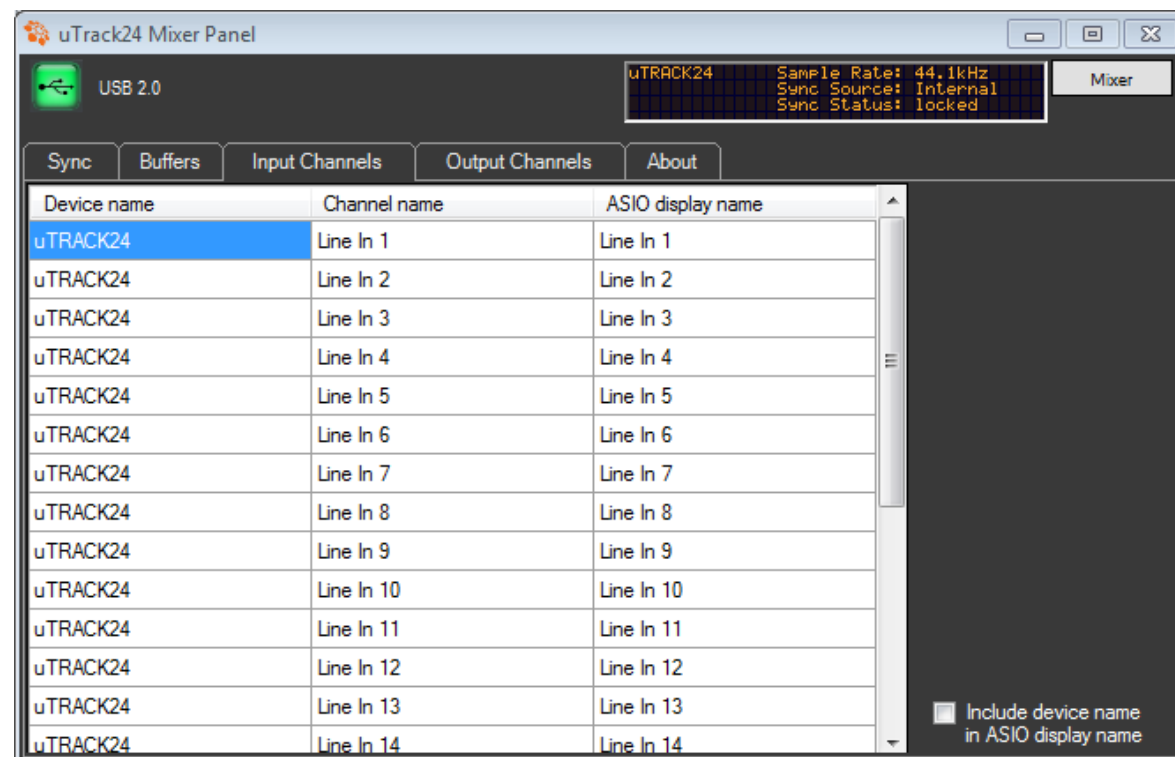 uTrack24 Mixer Panel
USB 2.0
uTRACK24 Sample Rate: 44.1kHz
Sync Source: Internal
Sync Status: locked
Mixer
Sync Buffers Input Channels Output Channels About
Device name Channel name ASIO display name
uTRACK24 Line In 1 Line In 1
uTRACK24 Line In 2 Line In 2
uTRACK24 Line In 3 Line In 3
uTRACK24 Line In 4 Line In 4
uTRACK24 Line In 5 Line In 5
uTRACK24 Line In 6 Line In 6
uTRACK24 Line In 7 Line In 7
uTRACK24 Line In 8 Line In 8
uTRACK24 Line In 9 Line In 9
uTRACK24 Line In 10 Line In 10
uTRACK24 Line In 11 Line In 11
uTRACK24 Line In 12 Line In 12
uTRACK24 Line In 13 Line In 13
uTRACK24 Line In 14 Line In 14
Include device name
in ASIO display name